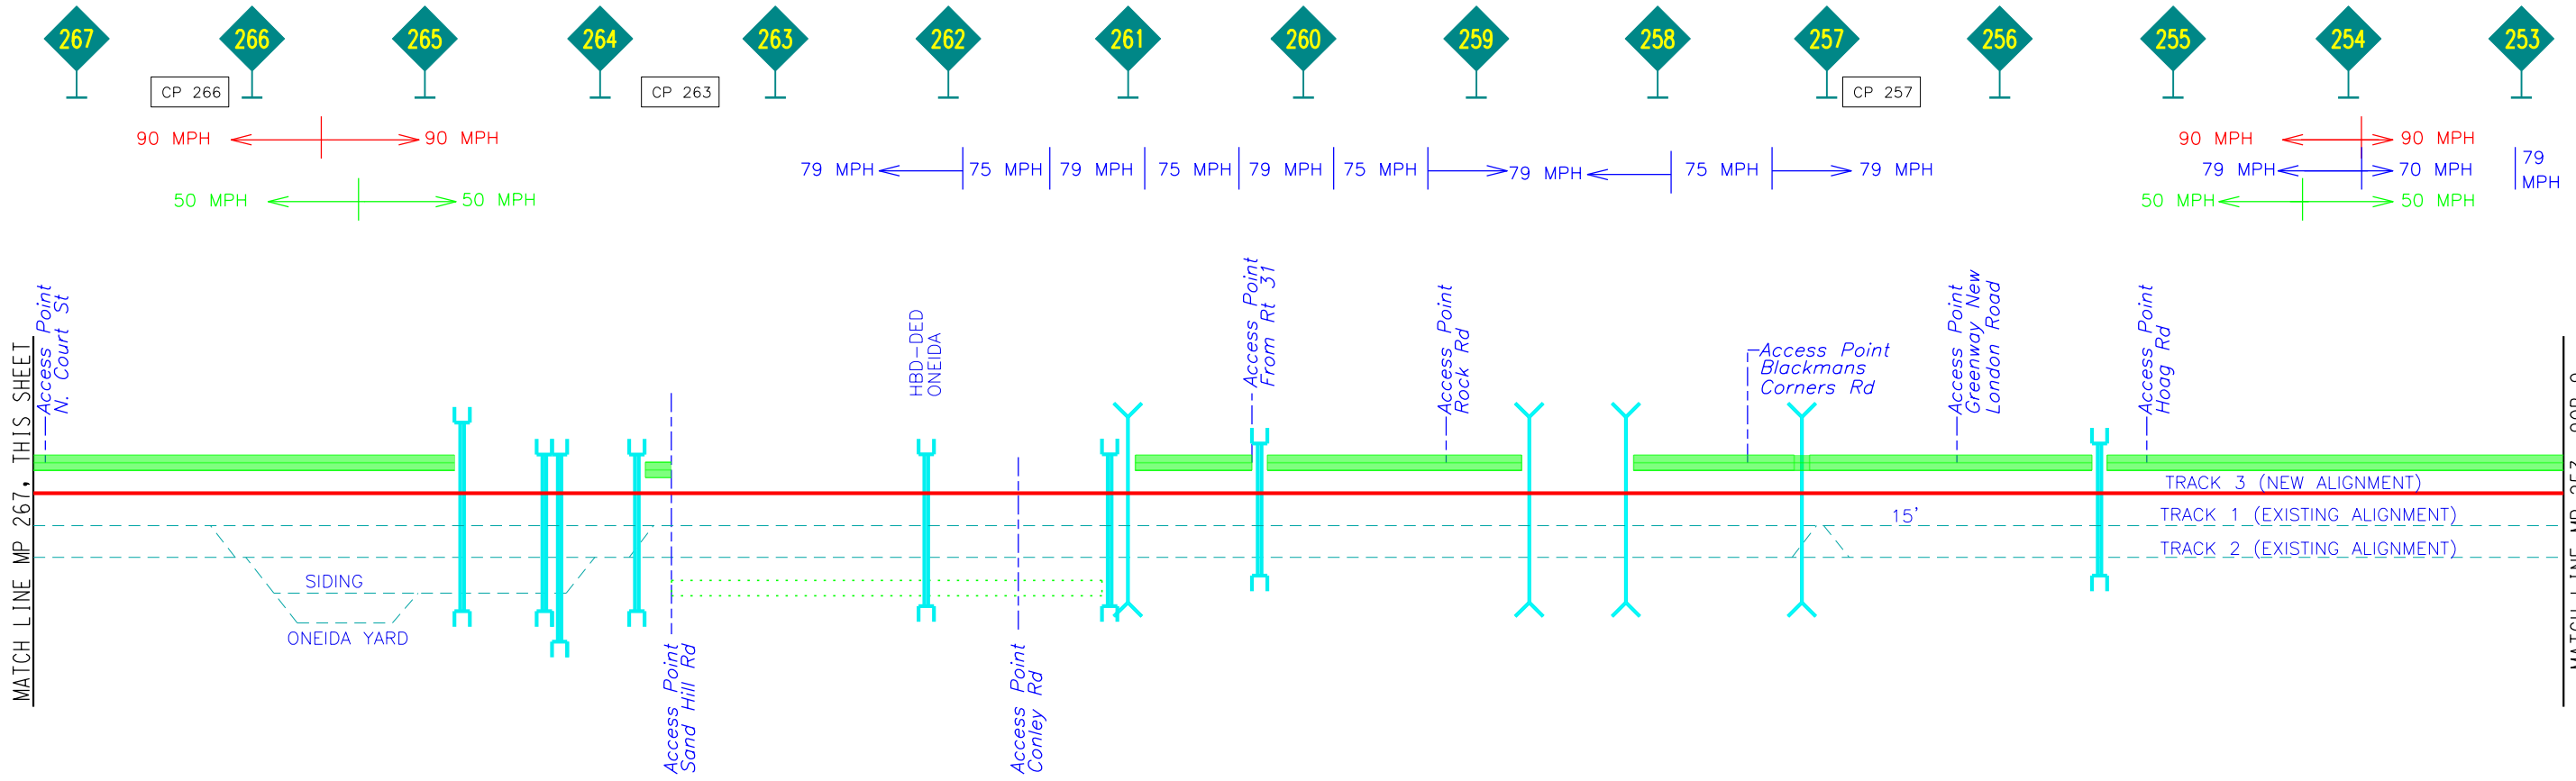 267 266 265 264 263 262 261 260 259 258 257 256 255 254 253
CP 266 CP 263 CP 257
90 MPH 90 MPH 90 MPH 90 MPH
79 MPH 75 MPH 79 MPH 75 MPH 79 MPH 75 MPH 79 MPH 75 MPH 79 MPH 79 MPH 70 MPH 79
MPH
50 MPH 50 MPH 50 MPH 50 MPH
MATCH LINE MP 267, THIS SHEET
Access Point
N. Court St
HBD-DED
ONEIDA
Access Point
From Rt 31
Access Point
Rock Rd
Access Point
Blackmans
Corners Rd
Access Point
Greenway New
London Road
Access Point
Hoag Rd
TRACK 3 (NEW ALIGNMENT)
15' TRACK 1 (EXISTING ALIGNMENT)
TRACK 2 (EXISTING ALIGNMENT)
SIDING
ONEIDA YARD
Access Point
Sand Hill Rd
Access Point
Conley Rd